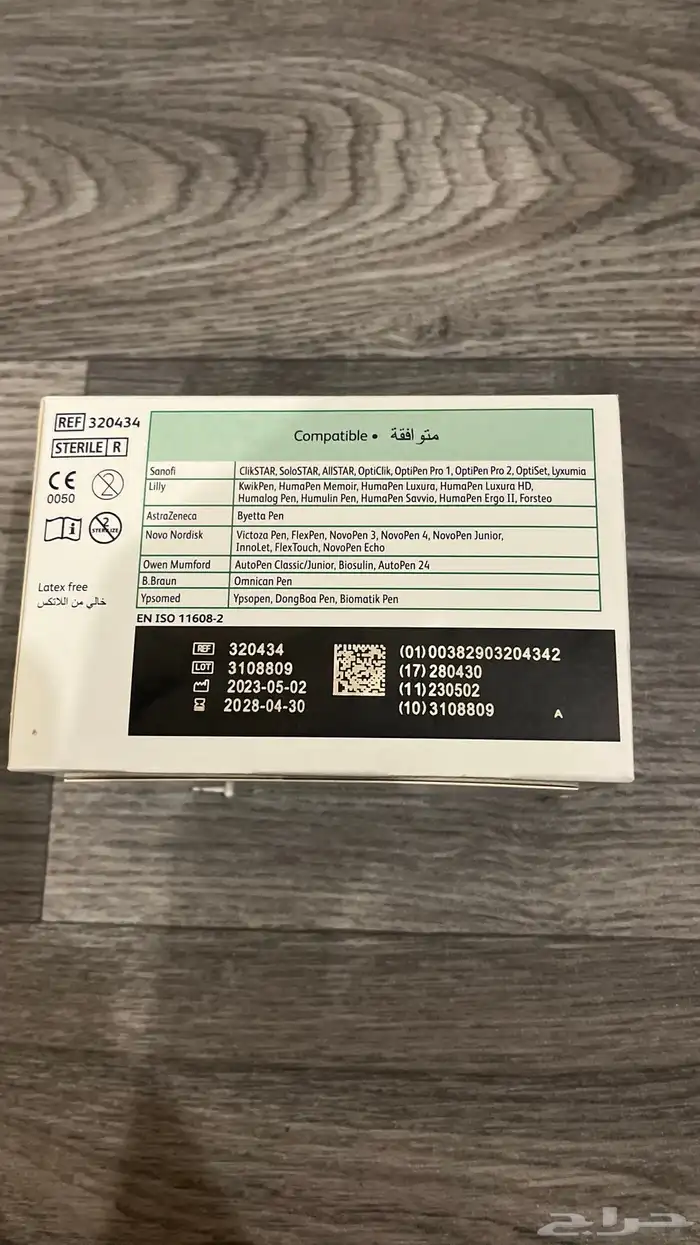 REF 320434
STERILE R
CE
0050
2
2
STERILIZE
Latex free
خالي من اللاتكس
Compatible • متوافقة
Sanofi ClikSTAR, SoloSTAR, AllSTAR, OptiClik, OptiPen Pro 1, OptiPen Pro 2, OptiSet, Lyxumia
Lilly KwikPen, HumaPen Memoir, HumaPen Luxura, HumaPen Luxura HD,
Humalog Pen, Humulin Pen, HumaPen Savvio, HumaPen Ergo II, Forsteo
AstraZeneca Byetta Pen
Novo Nordisk Victoza Pen, FlexPen, NovoPen 3, NovoPen 4, NovoPen Junior,
InnoLet, FlexTouch, NovoPen Echo
Owen Mumford AutoPen Classic/Junior, Biosulin, AutoPen 24
B.Braun Omnican Pen
Ypsomed Ypsopen, DongBoa Pen, Biomatik Pen
EN ISO 11608-2
REF 320434
LOT 3108809
2023-05-02
2028-04-30
(01)00382903204342
(17)280430
(11)230502
(10)3108809
A
حراج